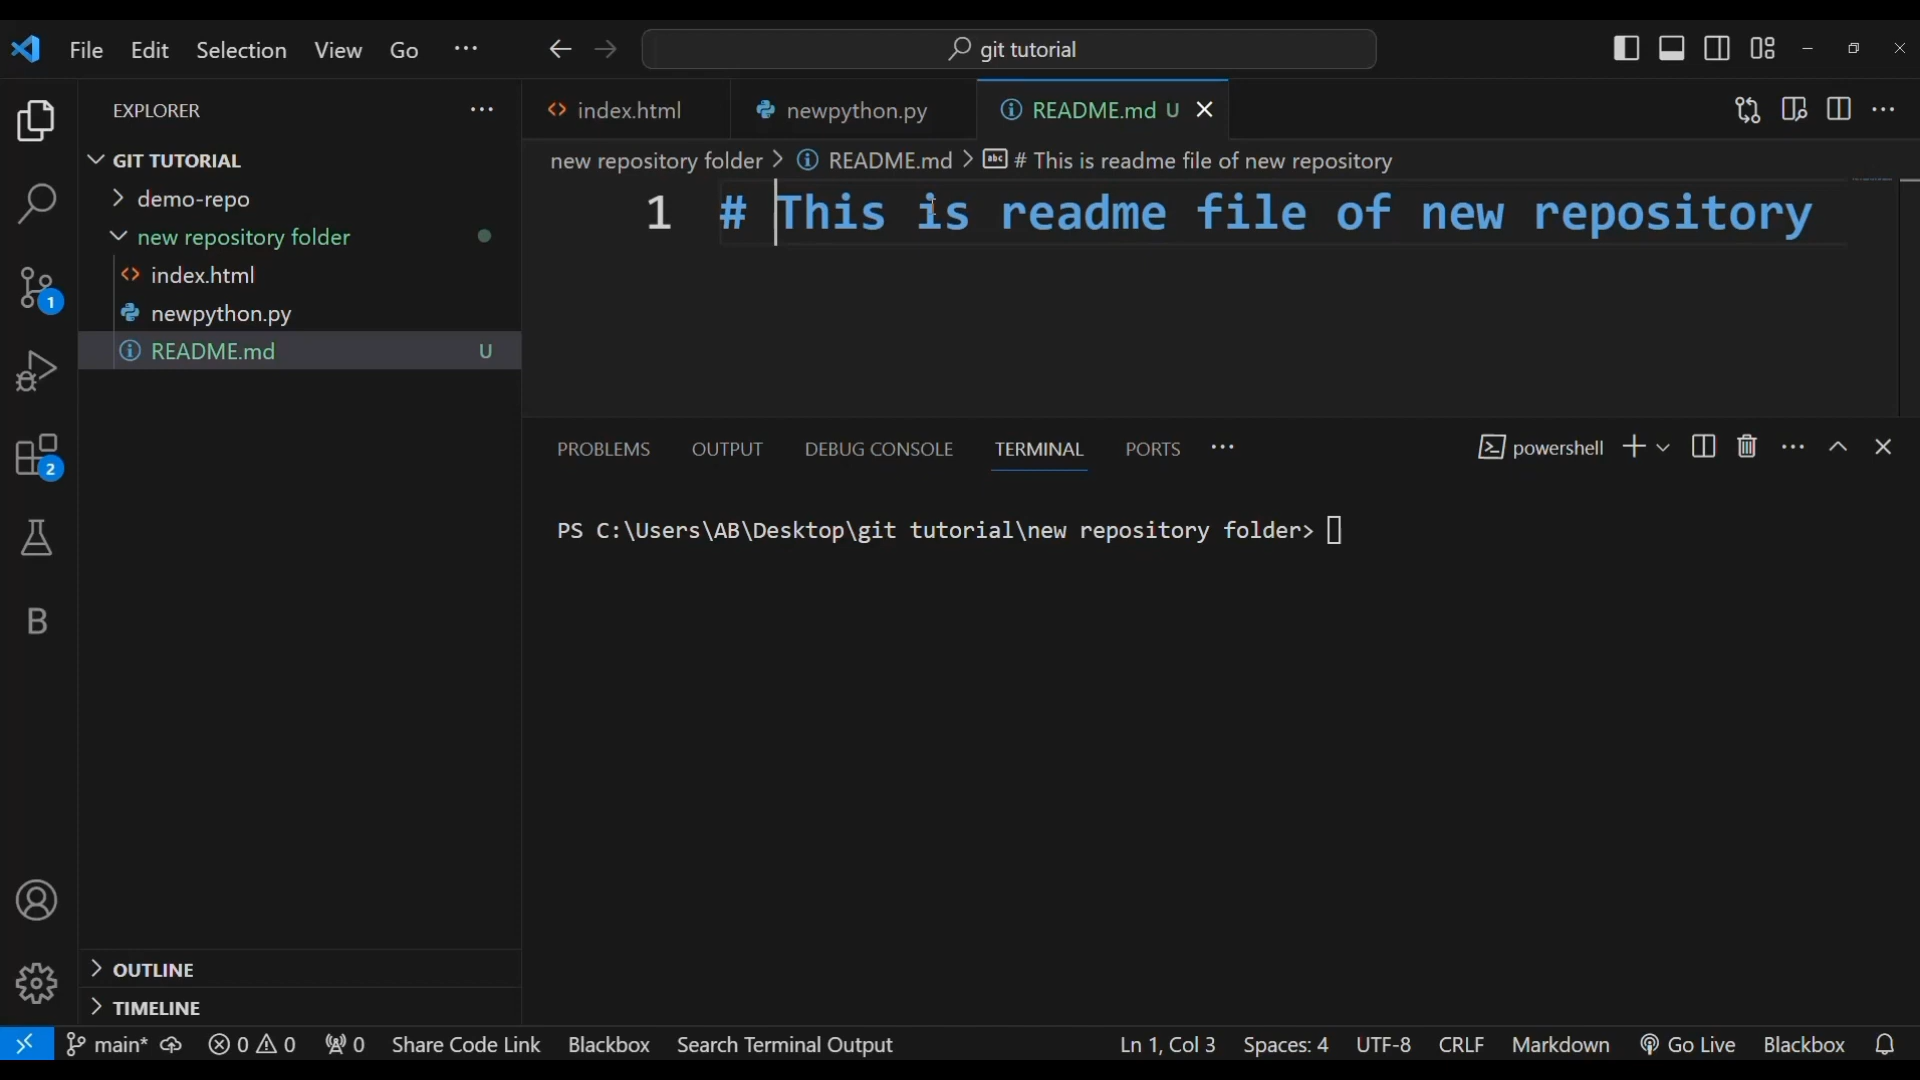 File Edit Selection View Go ··· git tutorial
EXPLORER ···
GIT TUTORIAL
demo-repo
new repository folder
index.html
newpython.py
README.md U
OUTLINE
TIMELINE
1
2
B
index.html newpython.py README.md U
new repository folder > README.md > abc # This is readme file of new repository
1 # This is readme file of new repository
PROBLEMS OUTPUT DEBUG CONSOLE TERMINAL PORTS ··· powershell
PS C:\Users\AB\Desktop\git tutorial\new repository folder>
main* 0 0 0 Share Code Link Blackbox Search Terminal Output Ln 1, Col 3 Spaces: 4 UTF-8 CRLF Markdown Go Live Blackbox